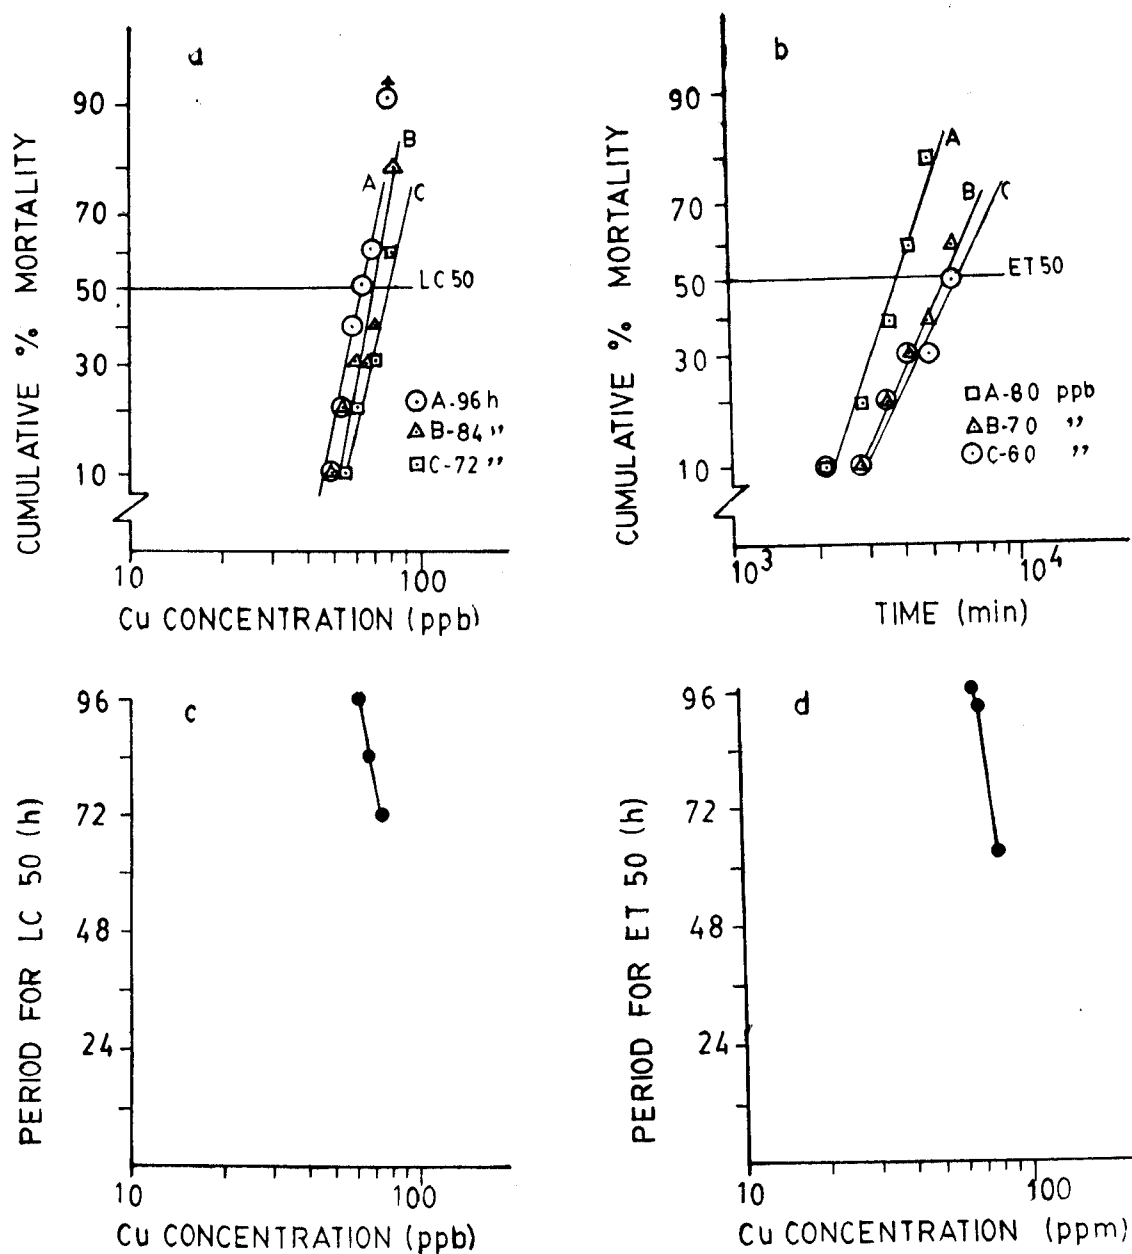 a
CUMULATIVE % MORTALITY
90
70
50
30
10
A
B
C
LC 50
A-96 h
B-84 ”
C-72 ”
10
100
Cu CONCENTRATION (ppb)
b
CUMULATIVE % MORTALITY
90
70
50
30
10
A
B
C
ET 50
A-80 ppb
B-70 ”
C-60 ”
10³
10⁴
TIME (min)
c
PERIOD FOR LC 50 (h)
96
72
48
24
10
100
Cu CONCENTRATION (ppb)
d
PERIOD FOR ET 50 (h)
96
72
48
24
10
100
Cu CONCENTRATION (ppm)